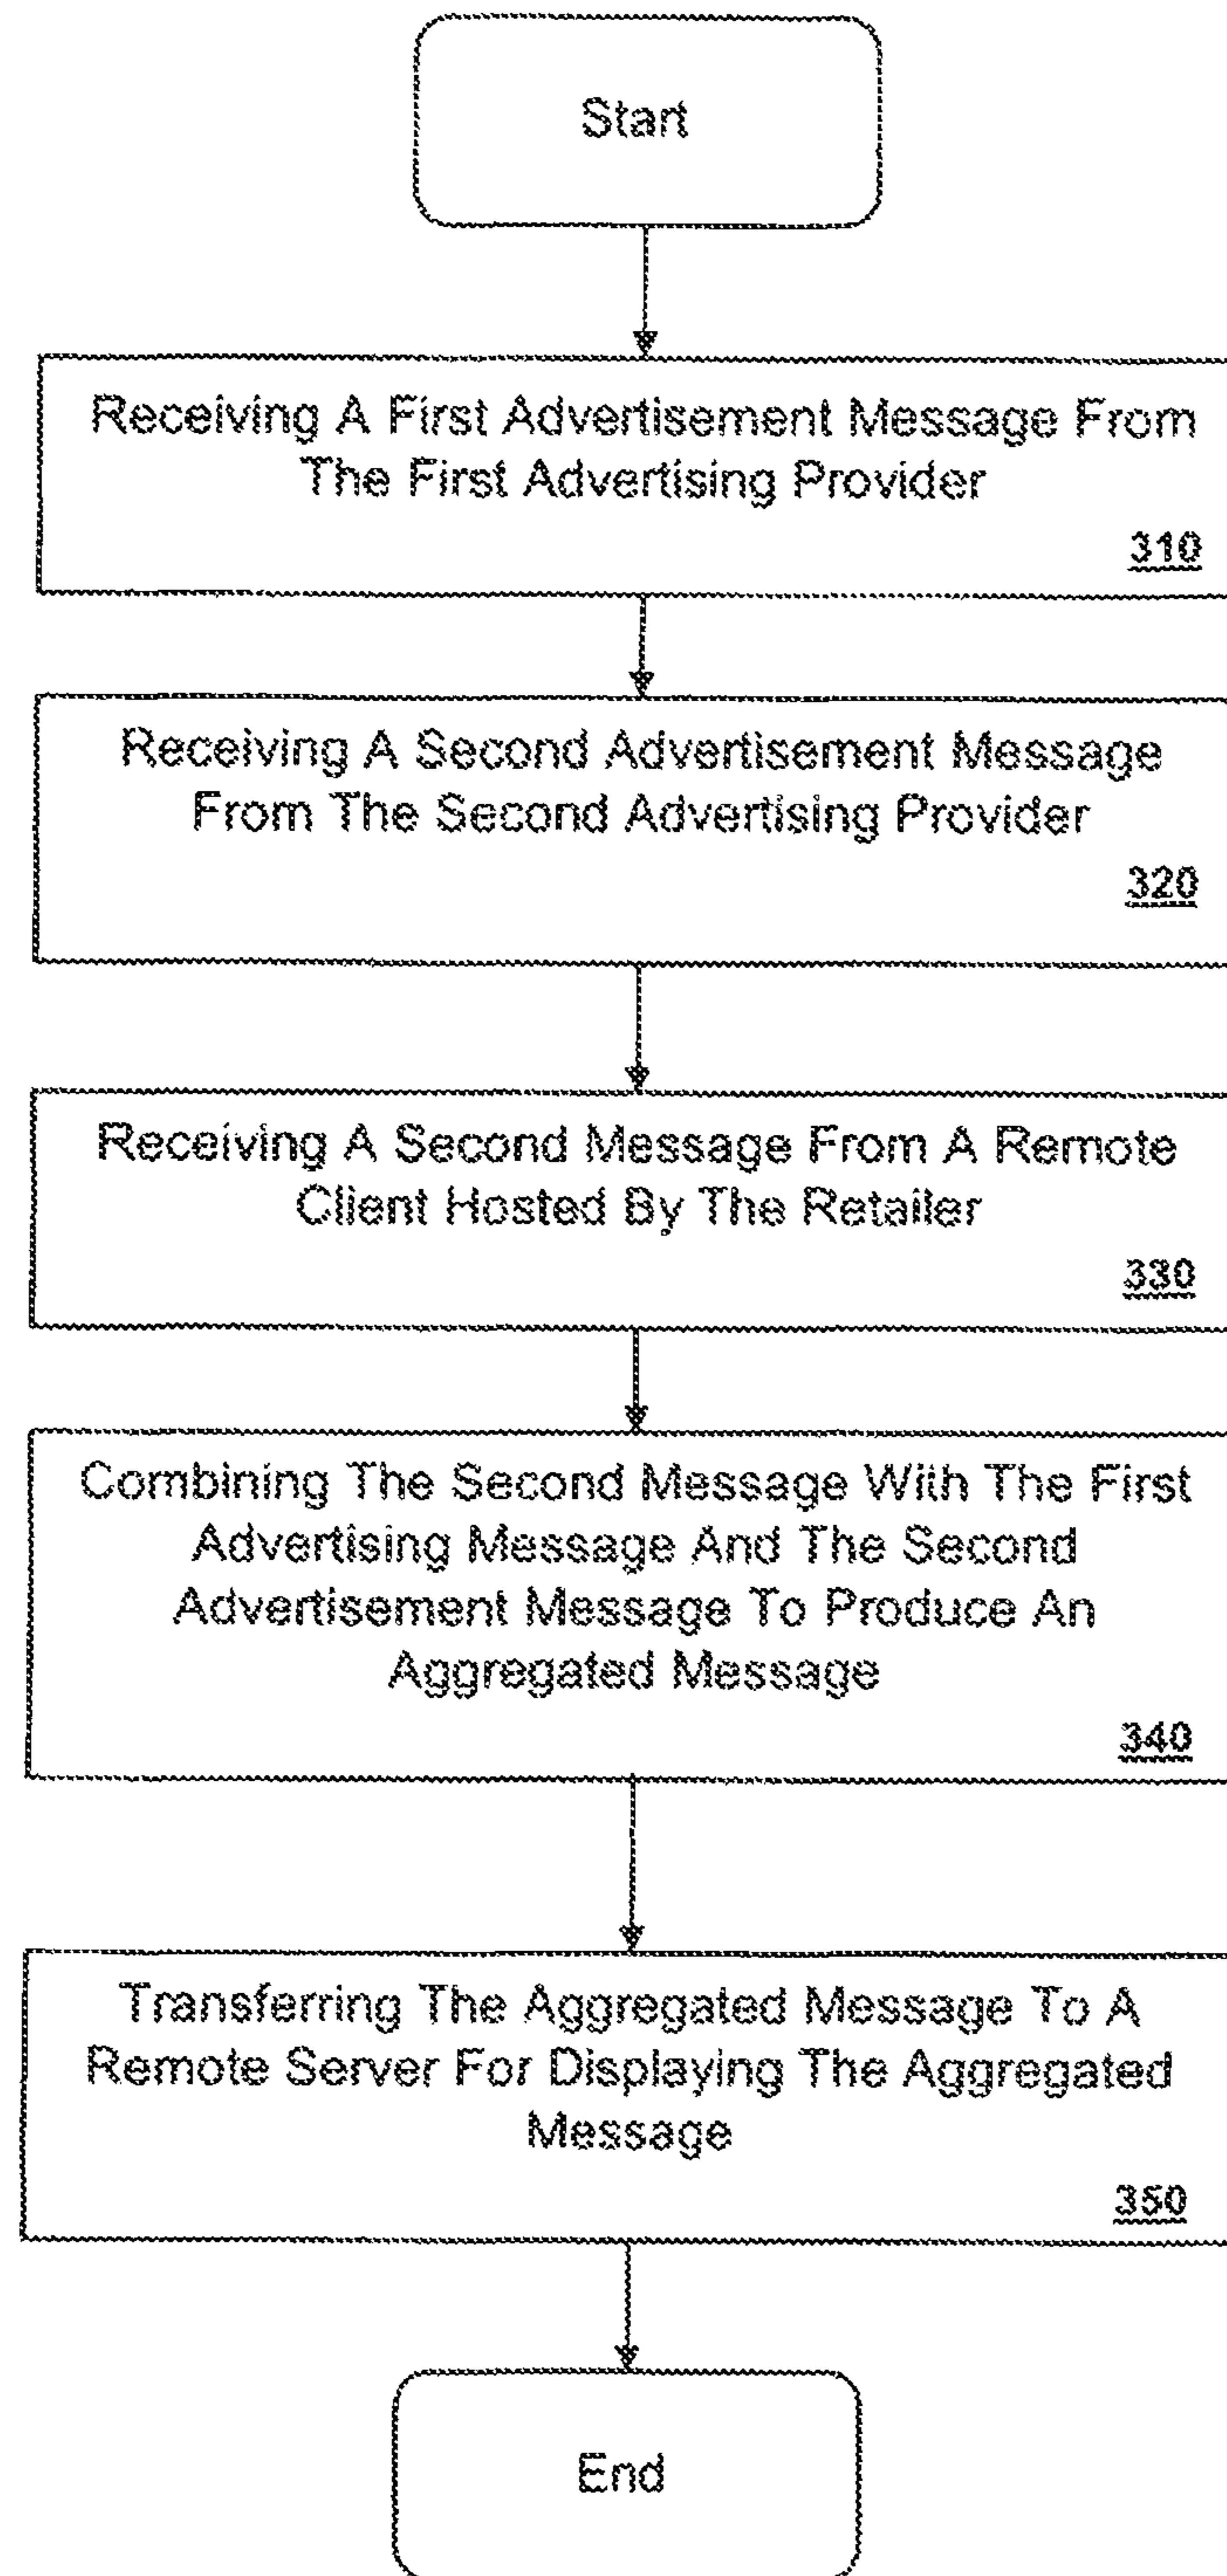 Start
Receiving A First Advertisement Message From
The First Advertising Provider
310
Receiving A Second Advertisement Message
From The Second Advertising Provider
320
Receiving A Second Message From A Remote
Client Hosted By The Retailer
330
Combining The Second Message With The First
Advertising Message And The Second
Advertisement Message To Produce An
Aggregated Message
340
Transferring The Aggregated Message To A
Remote Server For Displaying The Aggregated
Message
350
End